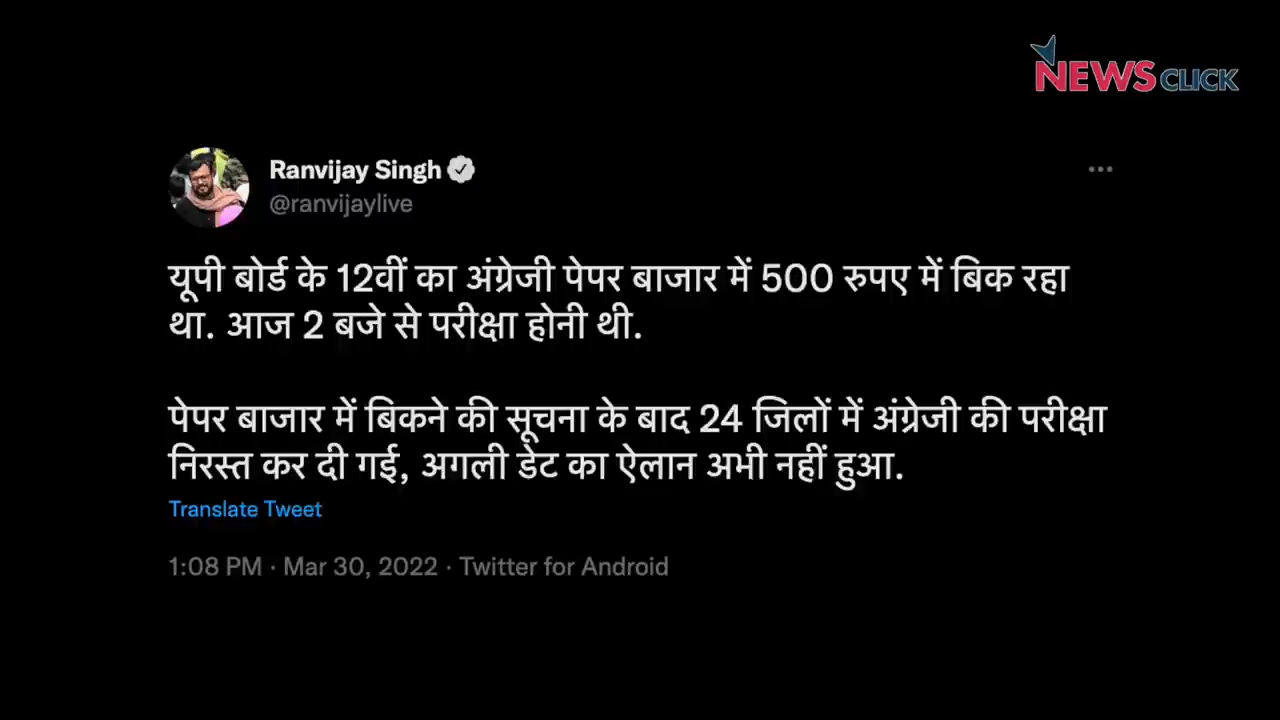 NEWSCLICK
Ranvijay Singh
@ranvijaylive
यूपी बोर्ड के 12वीं का अंग्रेजी पेपर बाजार में 500 रुपए में बिक रहा
था. आज 2 बजे से परीक्षा होनी थी.
पेपर बाजार में बिकने की सूचना के बाद 24 जिलों में अंग्रेजी की परीक्षा
निरस्त कर दी गई, अगली डेट का ऐलान अभी नहीं हुआ.
Translate Tweet
1:08 PM · Mar 30, 2022 · Twitter for Android